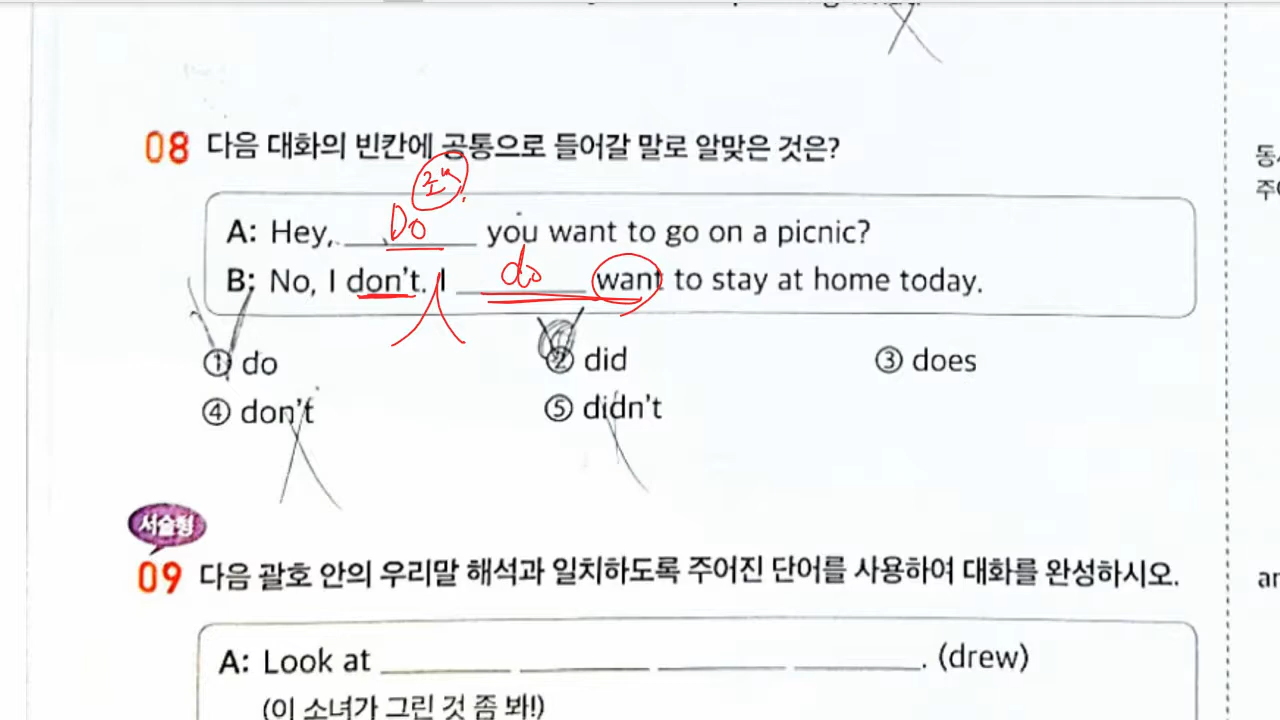 08 다음 대화의 빈칸에 공통으로 들어갈 말로 알맞은 것은?
A: Hey, Do you want to go on a picnic?
B: No, I don't. I do want to stay at home today.
① do ② did ③ does
④ don't ⑤ didn't
서술형
09 다음 괄호 안의 우리말 해석과 일치하도록 주어진 단어를 사용하여 대화를 완성하시오.
A: Look at ____ ____ ____ ____. (drew)
(이 소녀가 그린 것 좀 봐!)